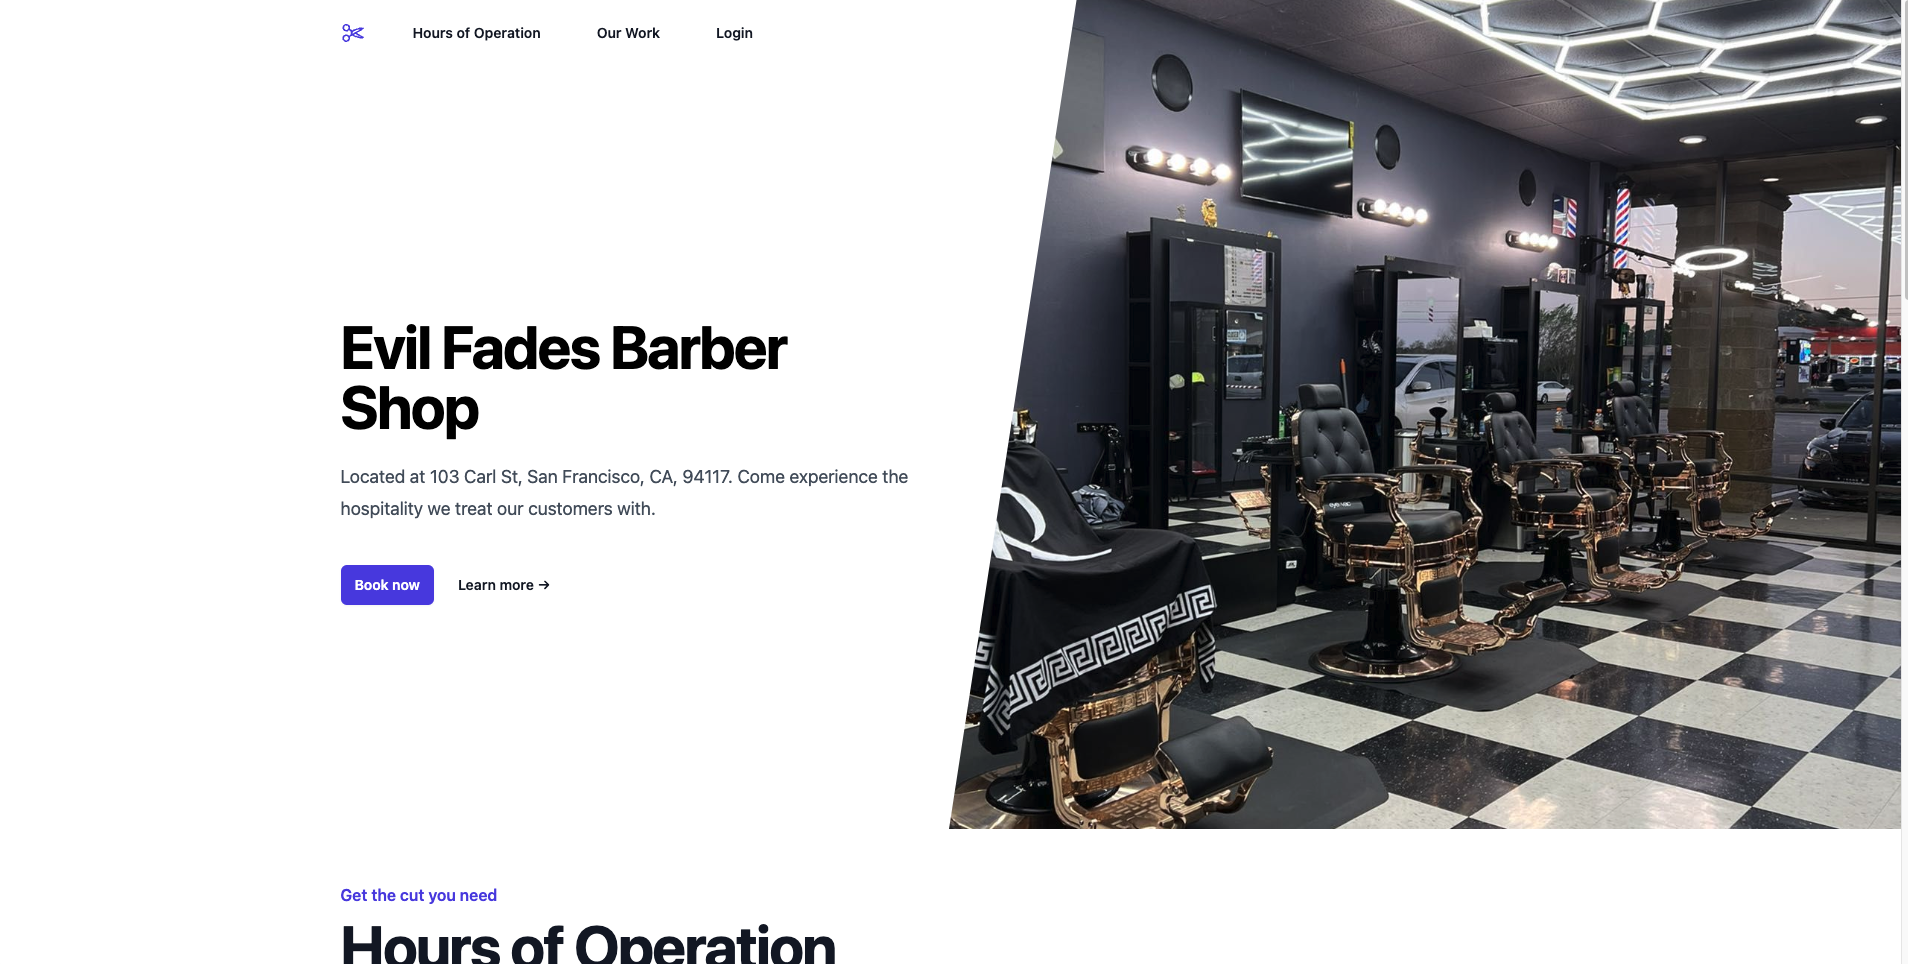 Hours of Operation
Our Work
Login
Evil Fades Barber
Shop
Located at 103 Carl St, San Francisco, CA, 94117. Come experience the
hospitality we treat our customers with.
Book now
Learn more →
Get the cut you need
Hours of Operation